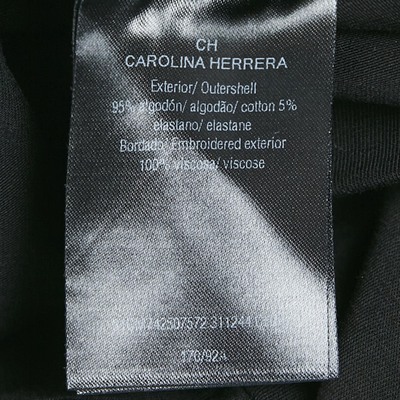 CH
CAROLINA HERRERA
Exterior/ Outershell
95% algodón/ algodão/ cotton 5%
elastano/ elastane
Bordado/ Embroidered exterior
100% viscosa/ viscose
170/92A